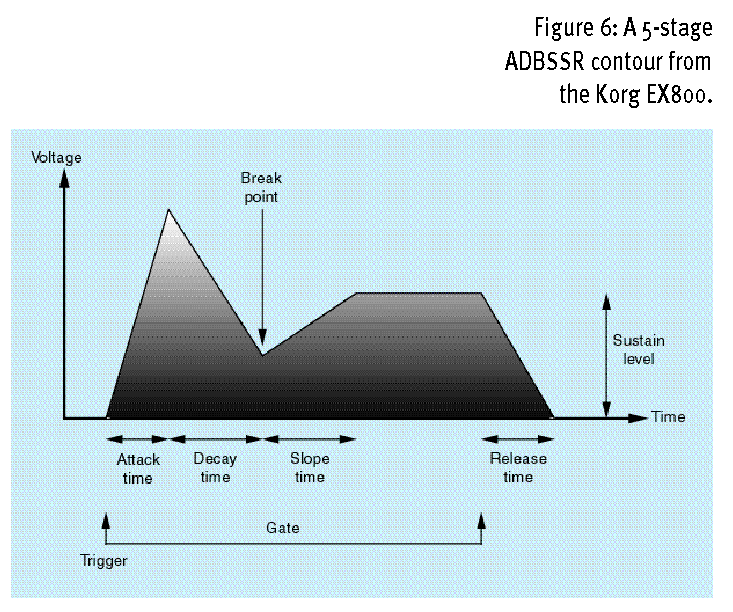 Figure 6: A 5-stage
ADBSSR contour from
the Korg EX800.
Voltage
Break
point
Sustain
level
Time
Attack
time
Decay
time
Slope
time
Release
time
Gate
Trigger